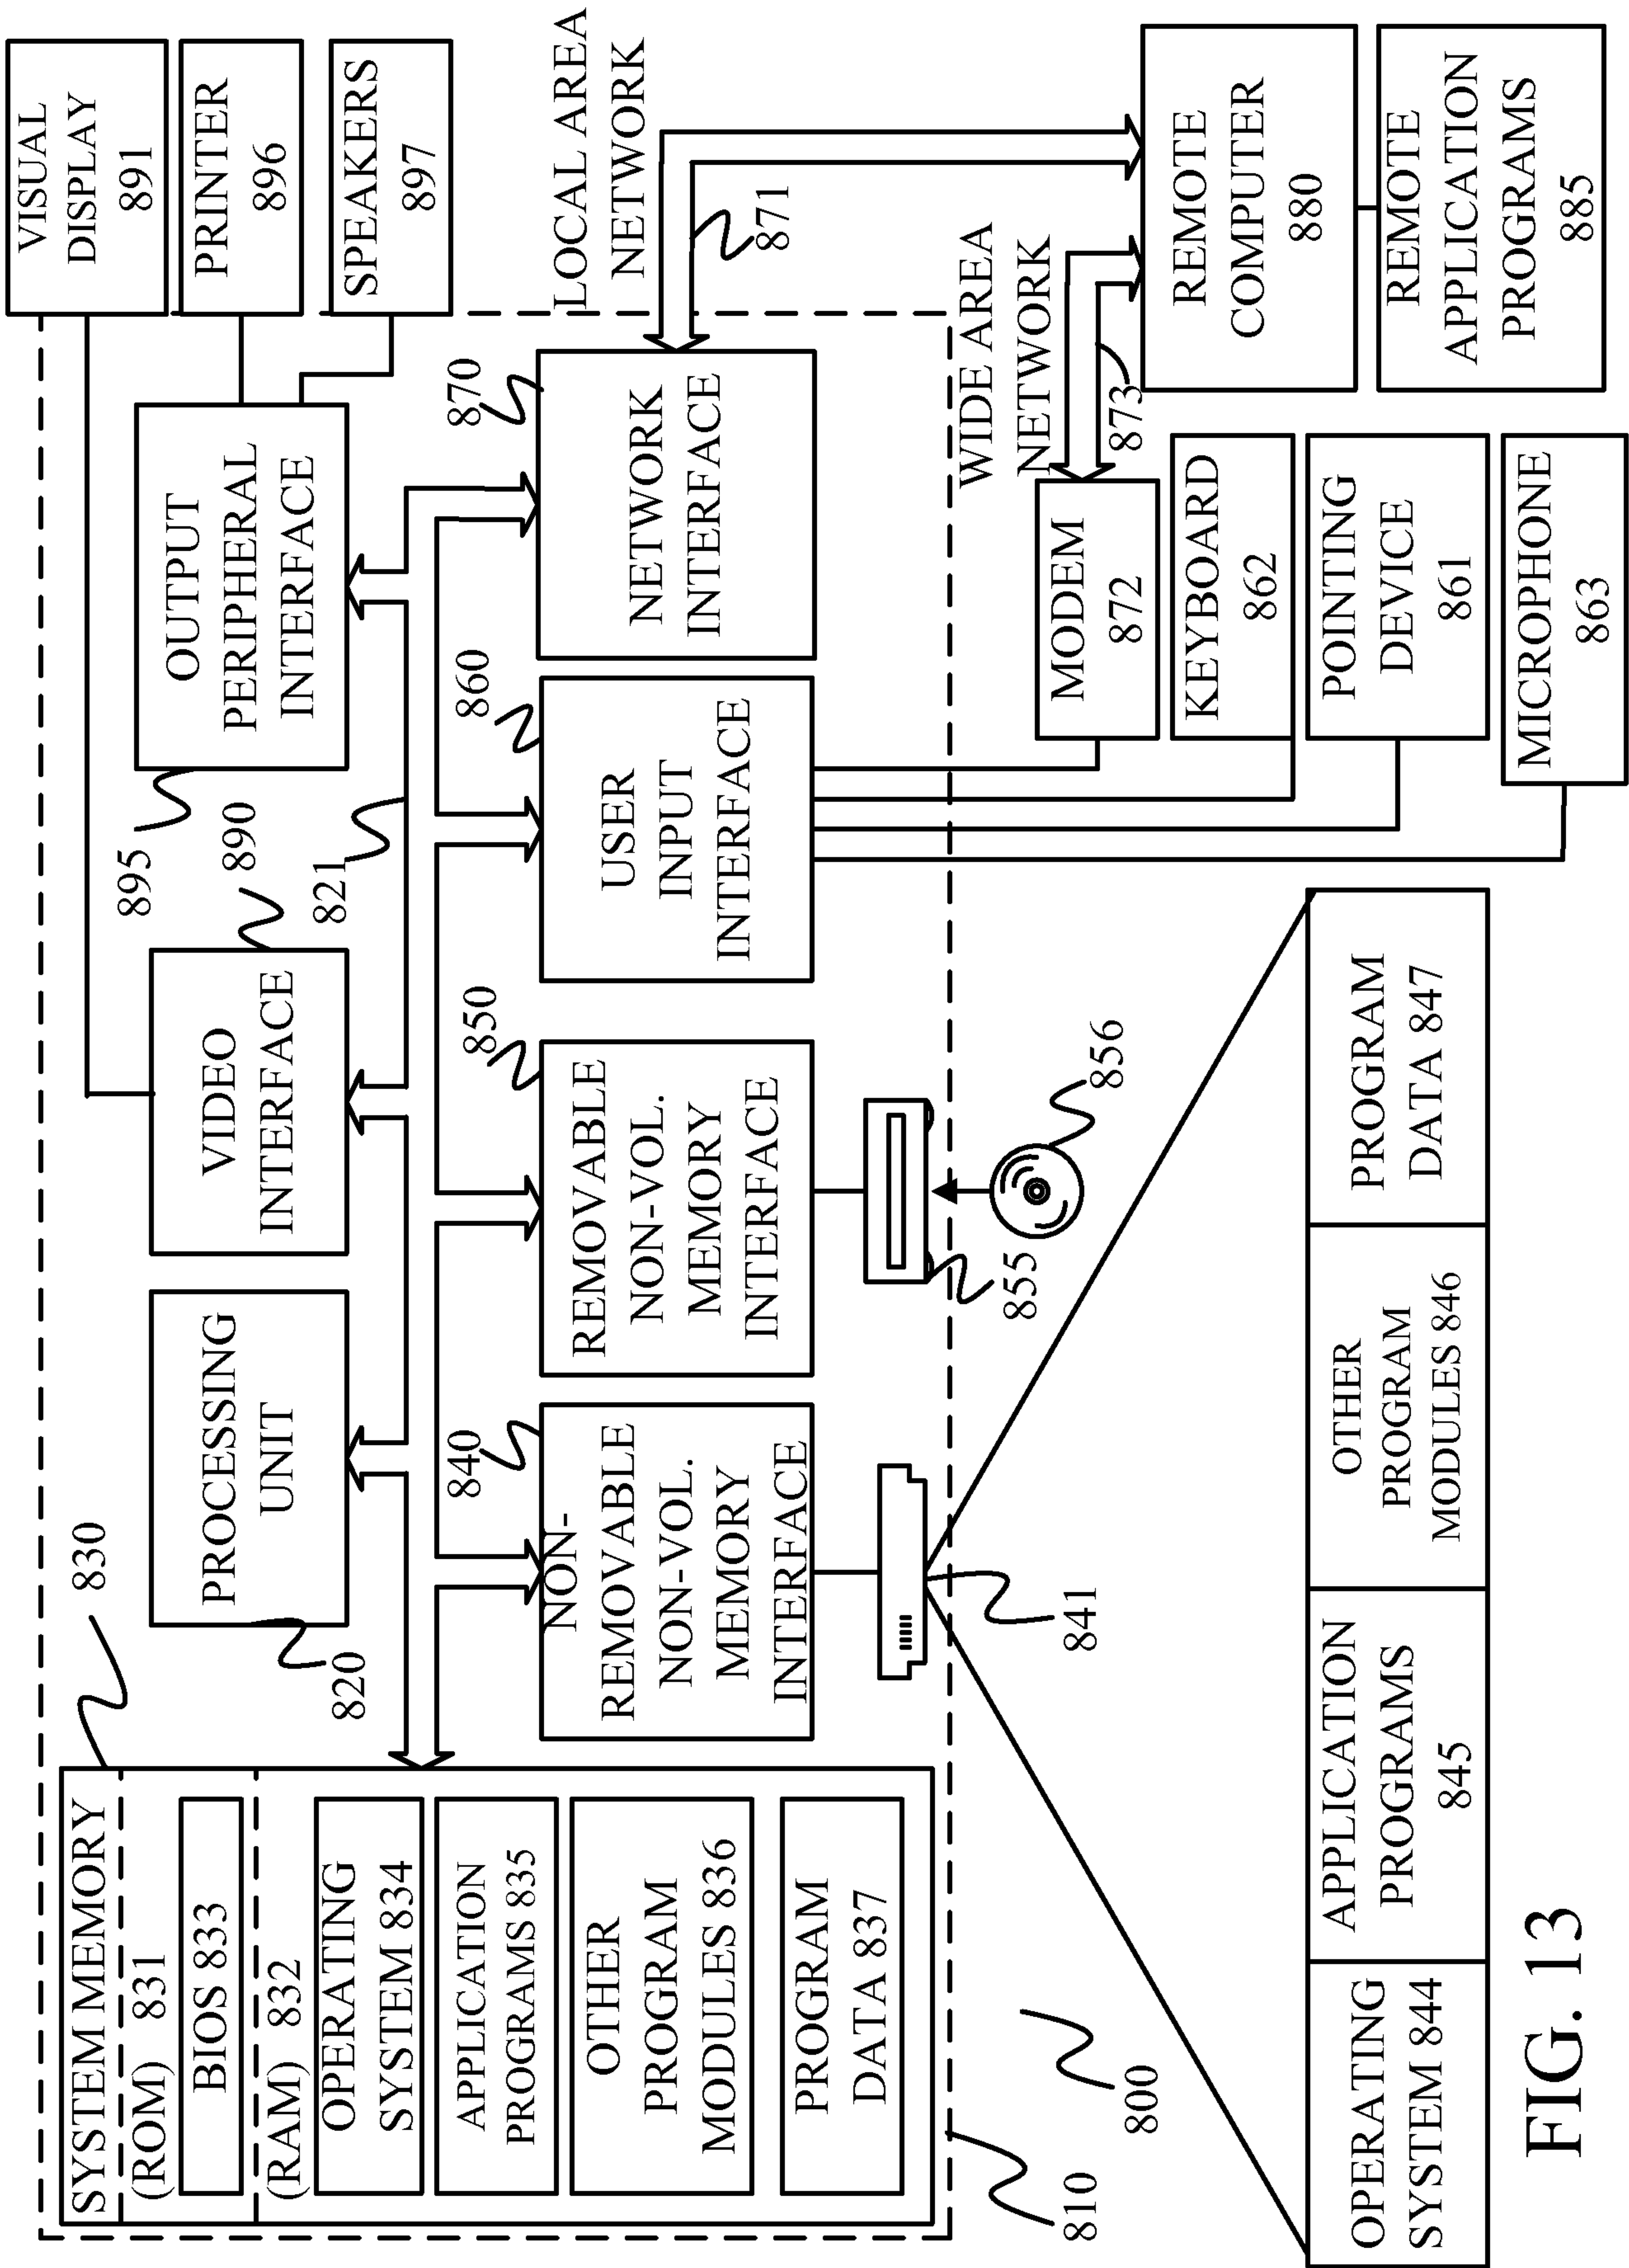 SYSTEM MEMORY
(ROM) 831
BIOS 833
(RAM) 832
OPERATING
SYSTEM 834
APPLICATION
PROGRAMS 835
OTHER
PROGRAM
MODULES 836
PROGRAM
DATA 837
830
PROCESSING
UNIT
820
VIDEO
INTERFACE
890
821
OUTPUT
PERIPHERAL
INTERFACE
895
VISUAL
DISPLAY
891
PRINTER
896
SPEAKERS
897
NON-
REMOVABLE
NON-VOL.
MEMORY
INTERFACE
840
REMOVABLE
NON-VOL.
MEMORY
INTERFACE
850
USER
INPUT
INTERFACE
860
NETWORK
INTERFACE
870
LOCAL AREA
NETWORK
871
WIDE AREA
NETWORK
873
810
800
841
855
856
MODEM
872
KEYBOARD
862
POINTING
DEVICE
861
MICROPHONE
863
REMOTE
COMPUTER
880
REMOTE
APPLICATION
PROGRAMS
885
OPERATING
SYSTEM 844
APPLICATION
PROGRAMS
845
OTHER
PROGRAM
MODULES 846
PROGRAM
DATA 847
FIG. 13